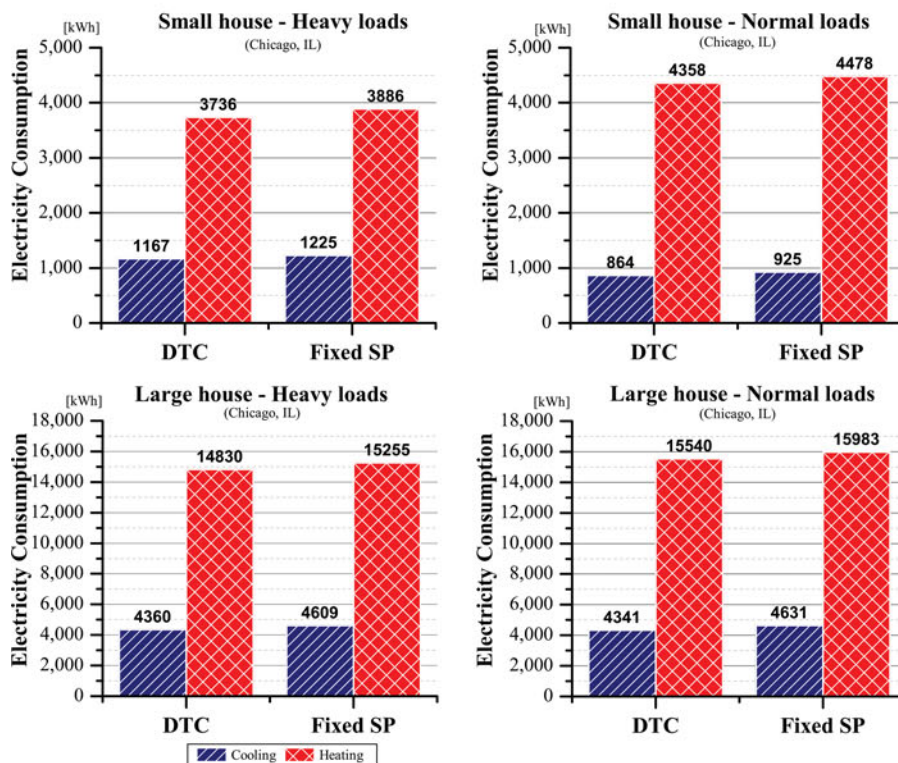 Small house - Heavy loads
(Chicago, IL)
[kWh]
Electricity Consumption
5,000
4,000
3,000
2,000
1,000
0
1167
3736
1225
3886
DTC
Fixed SP
Small house - Normal loads
(Chicago, IL)
[kWh]
Electricity Consumption
5,000
4,000
3,000
2,000
1,000
0
864
4358
925
4478
DTC
Fixed SP
Large house - Heavy loads
(Chicago, IL)
[kWh]
Electricity Consumption
18,000
16,000
14,000
12,000
10,000
8,000
6,000
4,000
2,000
0
4360
14830
4609
15255
DTC
Fixed SP
Large house - Normal loads
(Chicago, IL)
[kWh]
Electricity Consumption
18,000
16,000
14,000
12,000
10,000
8,000
6,000
4,000
2,000
0
4341
15540
4631
15983
DTC
Fixed SP
Cooling
Heating